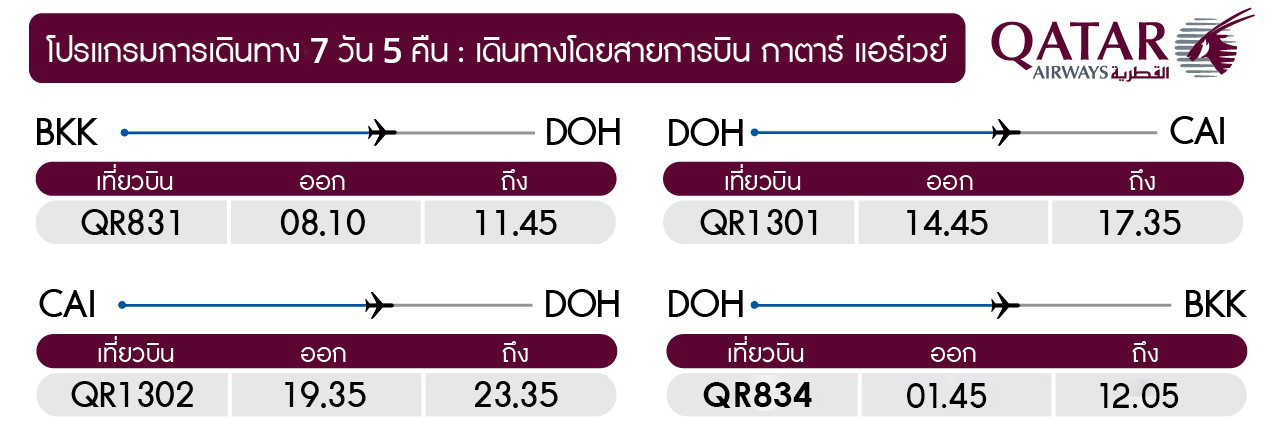 โปรแกรมการเดินทาง 7 วัน 5 คืน : เดินทางโดยสายการบิน กาตาร์ แอร์เวย์
QATAR
AIRWAYS القطرية
BKK DOH
เที่ยวบิน ออก ถึง
QR831 08.10 11.45
DOH CAI
เที่ยวบิน ออก ถึง
QR1301 14.45 17.35
CAI DOH
เที่ยวบิน ออก ถึง
QR1302 19.35 23.35
DOH BKK
เที่ยวบิน ออก ถึง
QR834 01.45 12.05